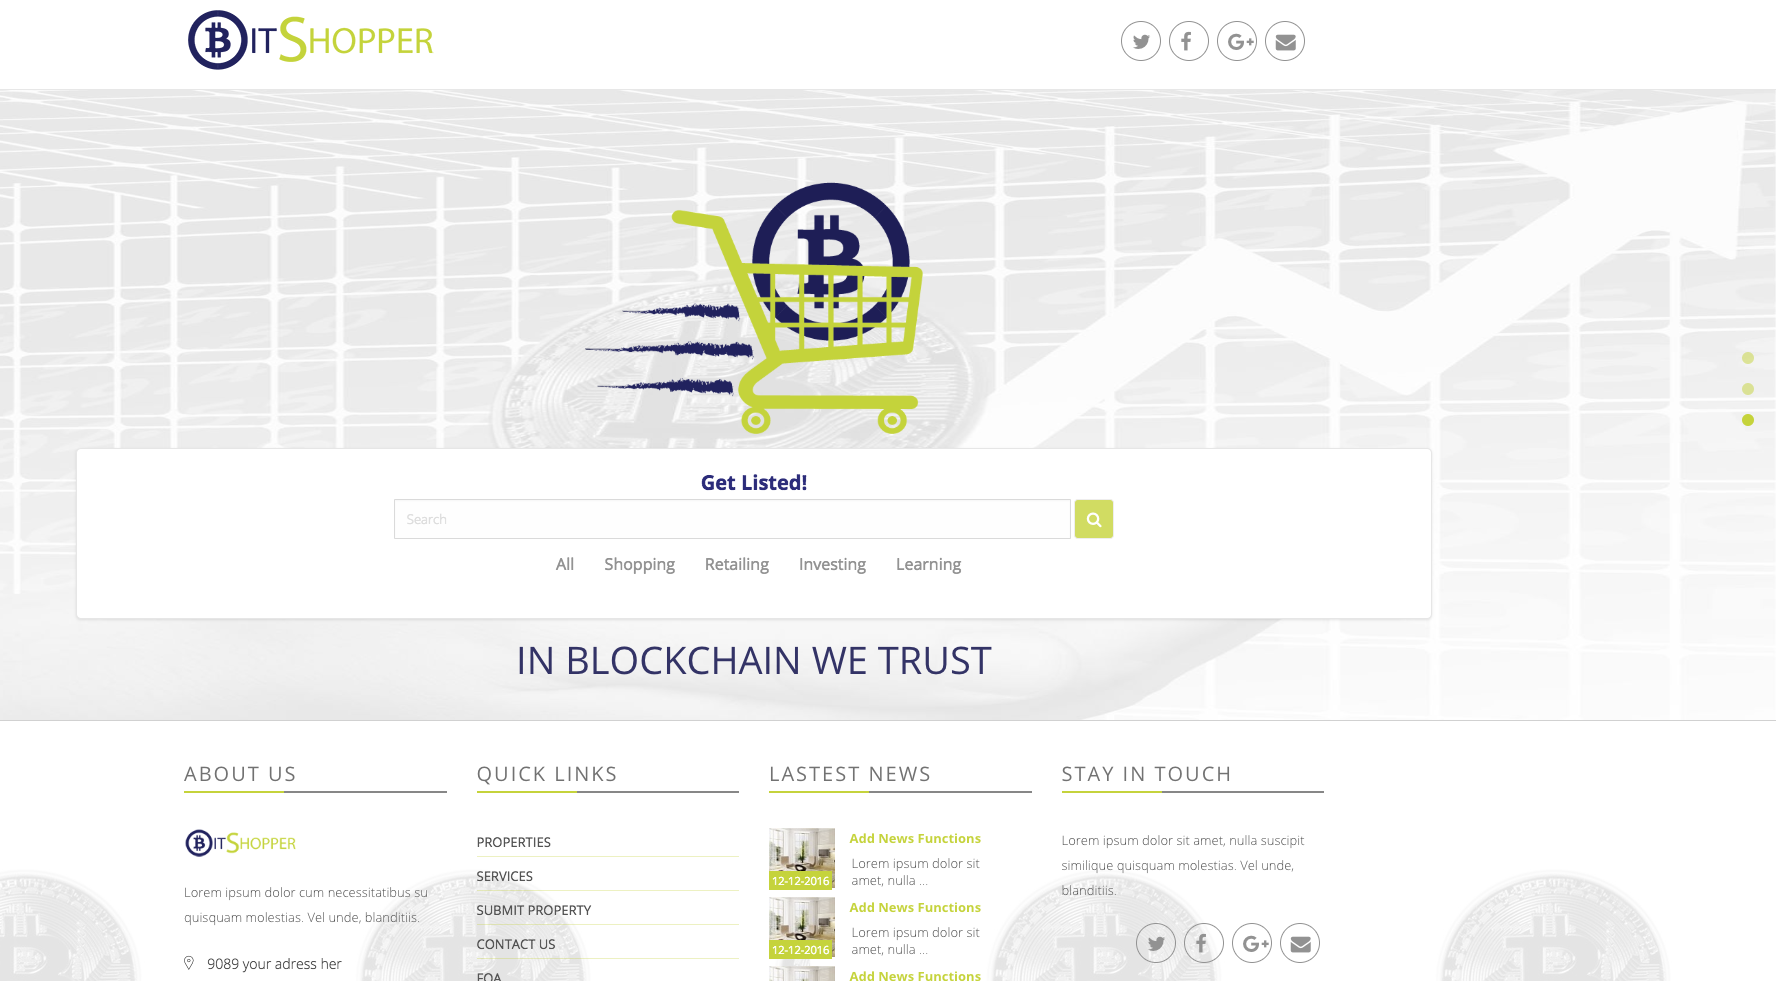 BITSHOPPER
Get Listed!
Search
All Shopping Retailing Investing Learning
IN BLOCKCHAIN WE TRUST
ABOUT US
BITSHOPPER
Lorem ipsum dolor cum necessitatibus su
quisquam molestias. Vel unde, blanditiis.
9089 your adress her
QUICK LINKS
PROPERTIES
SERVICES
SUBMIT PROPERTY
CONTACT US
FQA
LASTEST NEWS
12-12-2016
Add News Functions
Lorem ipsum dolor sit
amet, nulla ...
12-12-2016
Add News Functions
Lorem ipsum dolor sit
amet, nulla ...
Add News Functions
STAY IN TOUCH
Lorem ipsum dolor sit amet, nulla suscipit
similique quisquam molestias. Vel unde,
blanditiis.